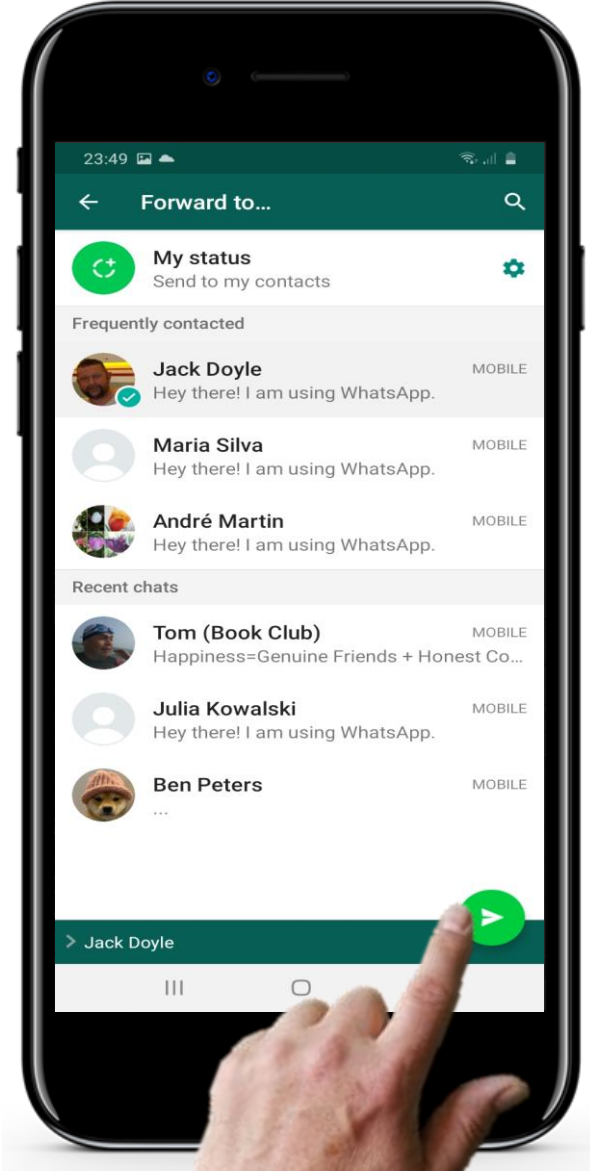 23:49
Forward to...
My status
Send to my contacts
Frequently contacted
Jack Doyle MOBILE
Hey there! I am using WhatsApp.
Maria Silva MOBILE
Hey there! I am using WhatsApp.
André Martin MOBILE
Hey there! I am using WhatsApp.
Recent chats
Tom (Book Club) MOBILE
Happiness=Genuine Friends + Honest Co...
Julia Kowalski MOBILE
Hey there! I am using WhatsApp.
Ben Peters MOBILE
...
> Jack Doyle